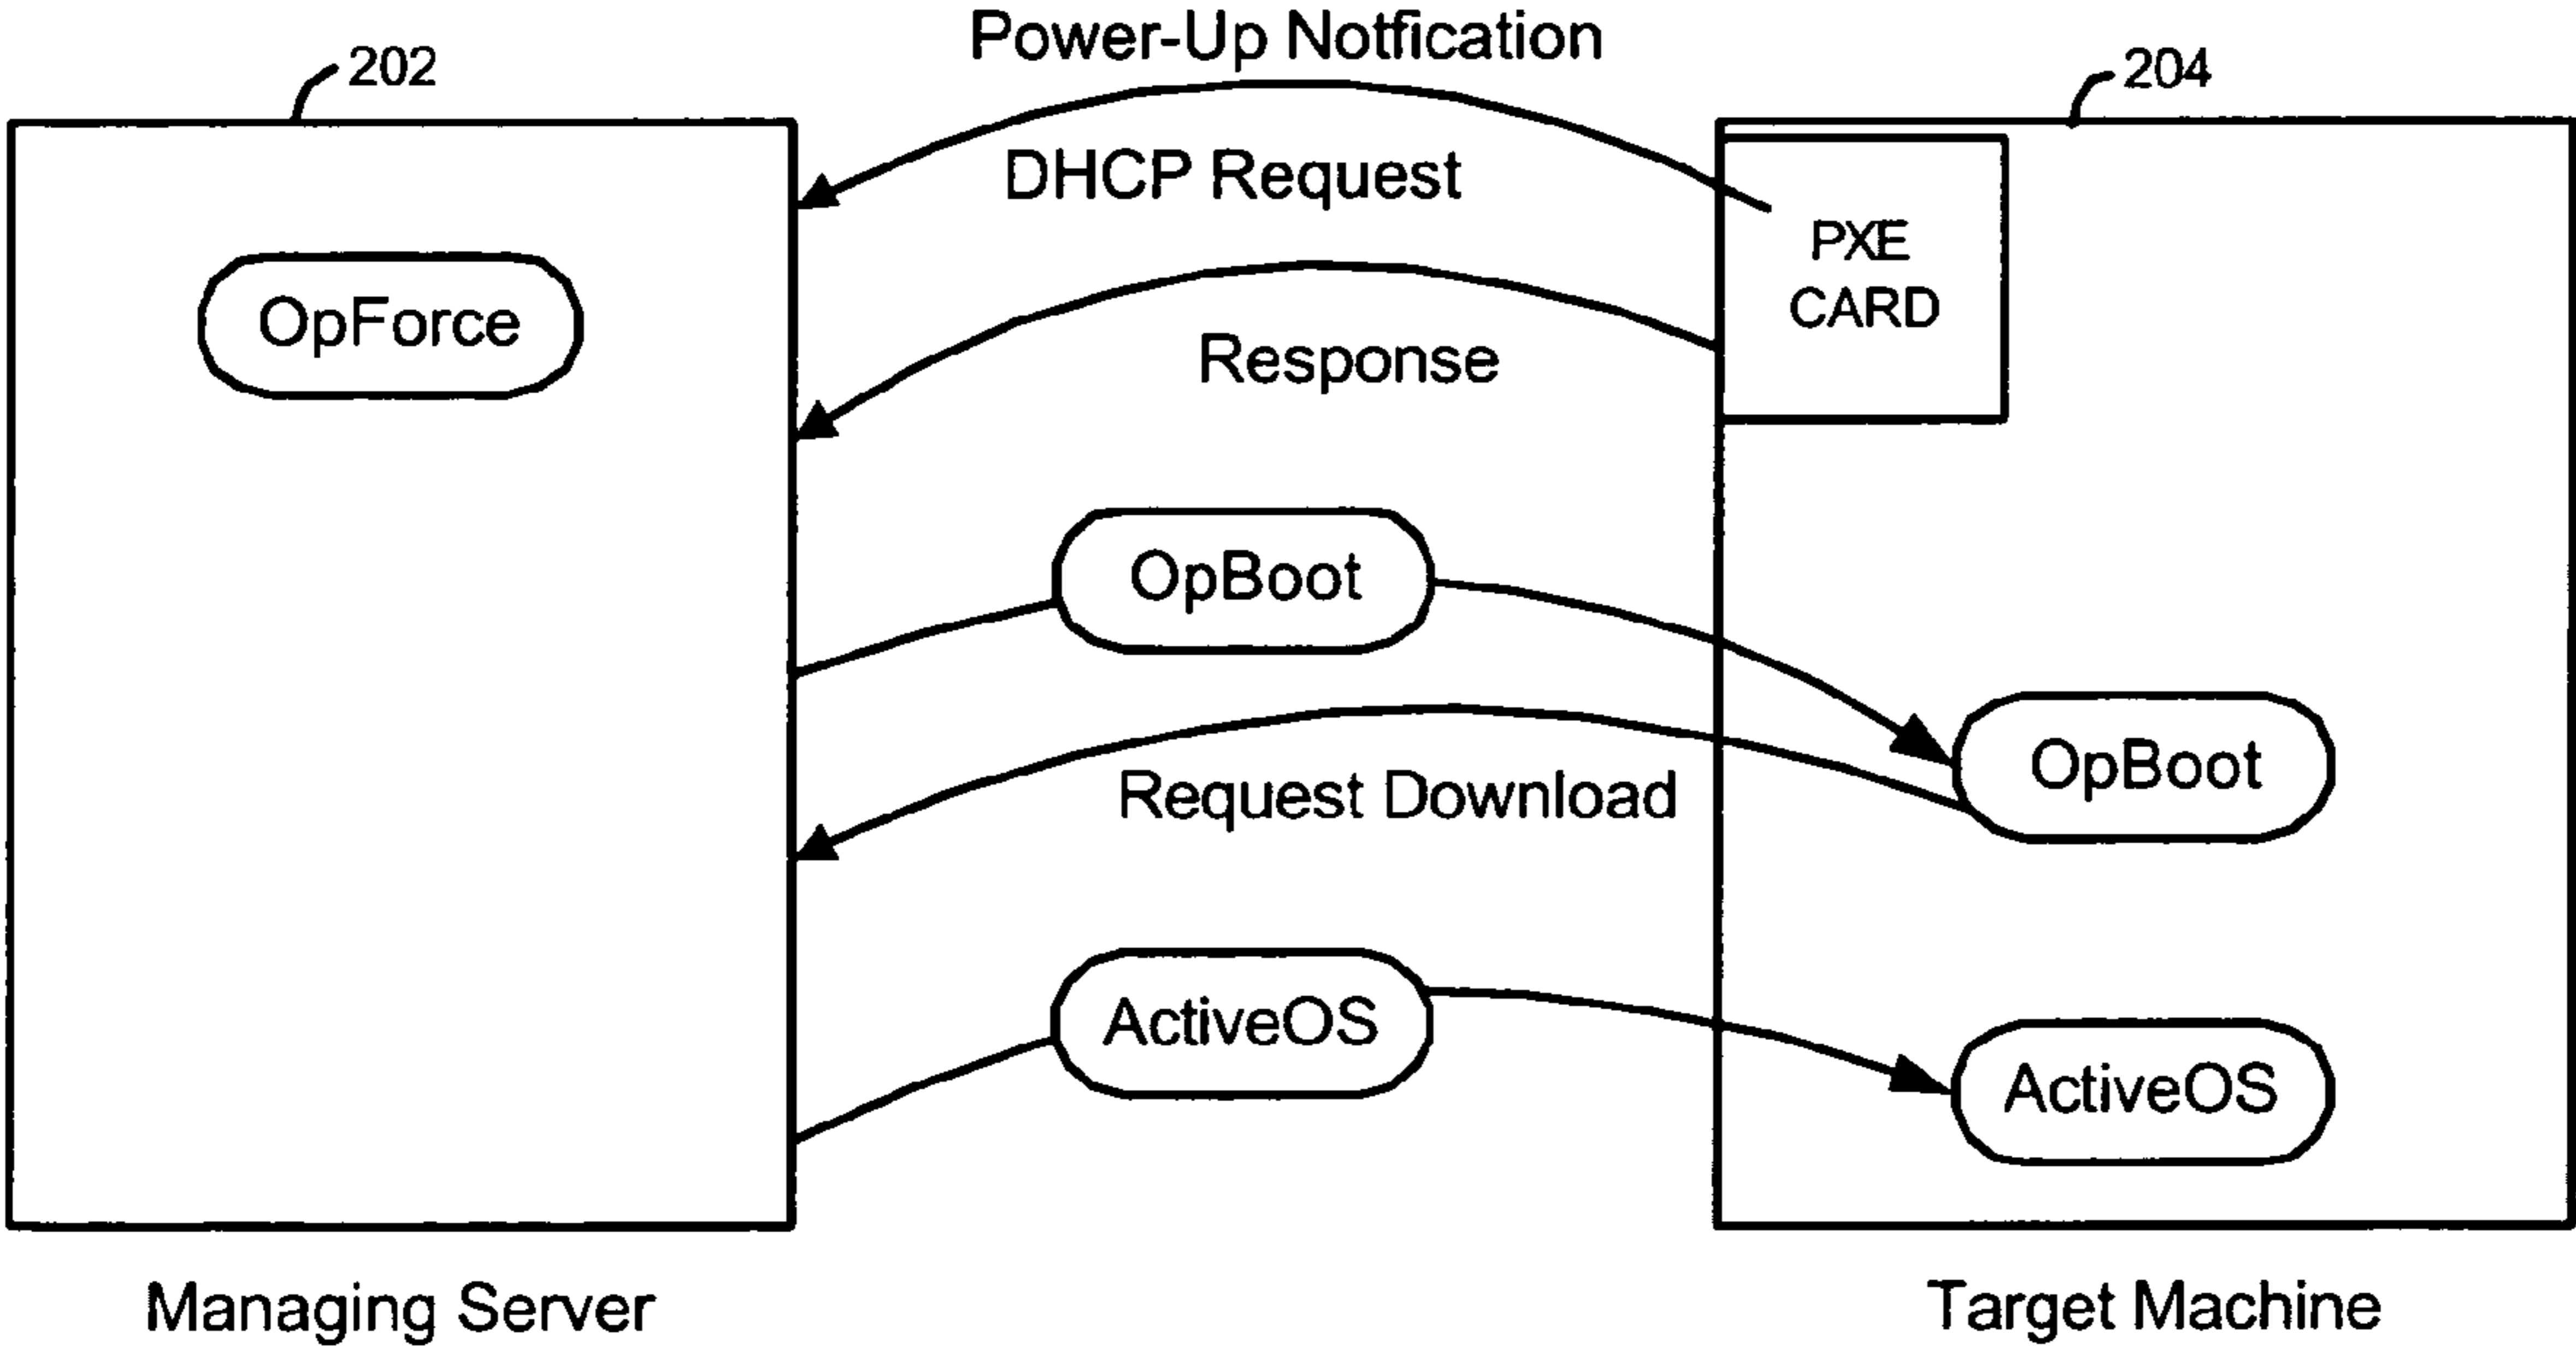 Power-Up Notfication
202
204
DHCP Request
PXE
CARD
OpForce
Response
OpBoot
OpBoot
Request Download
ActiveOS
ActiveOS
Managing Server
Target Machine